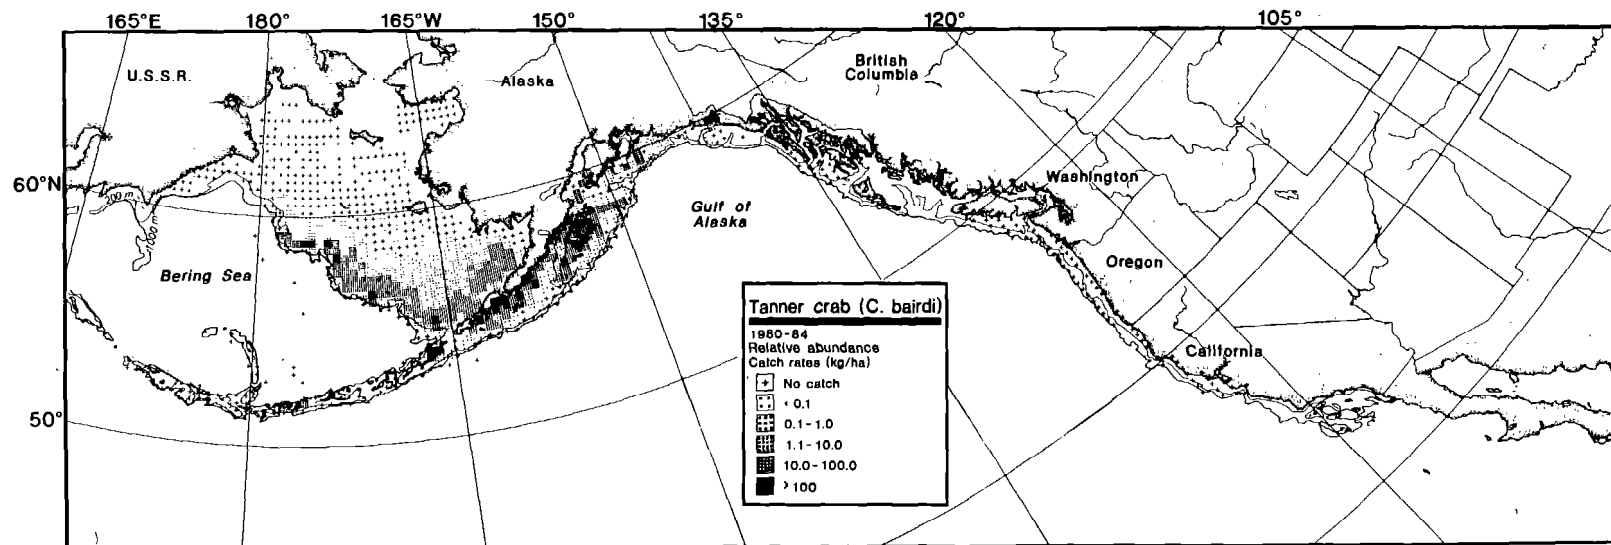 165°E 180° 165°W 150° 135° 120° 105°
U.S.S.R.
Alaska
British
Columbia
60°N
200 m
1000 m
Washington
Gulf of
Alaska
Bering Sea
Oregon
Tanner crab (C. bairdi)
1980-84
Relative abundance
Catch rates (kg/ha)
No catch
< 0.1
0.1-1.0
1.1-10.0
10.0-100.0
> 100
California
50°